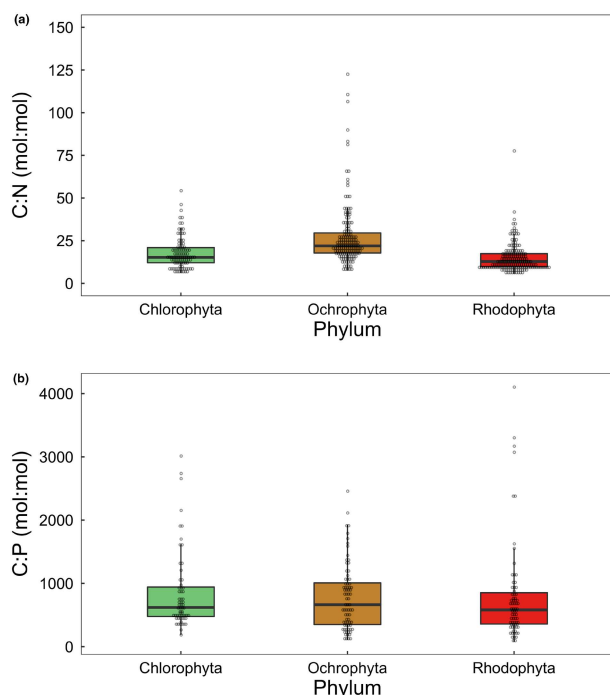 (a)
C:N (mol:mol)
150
125
100
75
50
25
0
Chlorophyta Ochrophyta Rhodophyta
Phylum
(b)
C:P (mol:mol)
4000
3000
2000
1000
0
Chlorophyta Ochrophyta Rhodophyta
Phylum